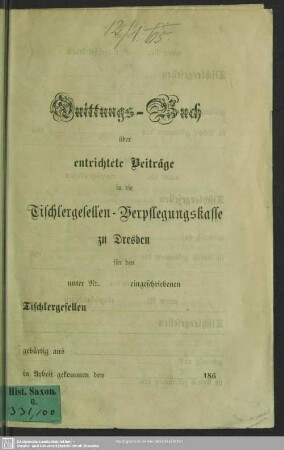 12/1. 65.
Quittungs-Buch
über
entrichtete Beiträge
in die
Tischlergesellen-Verpflegungskasse
zu Dresden
für den
unter Nr. eingeschriebenen
Tischlergesellen
gebürtig aus
in Arbeit gekommen den 186
Hist. Saxon.
G.
331/00